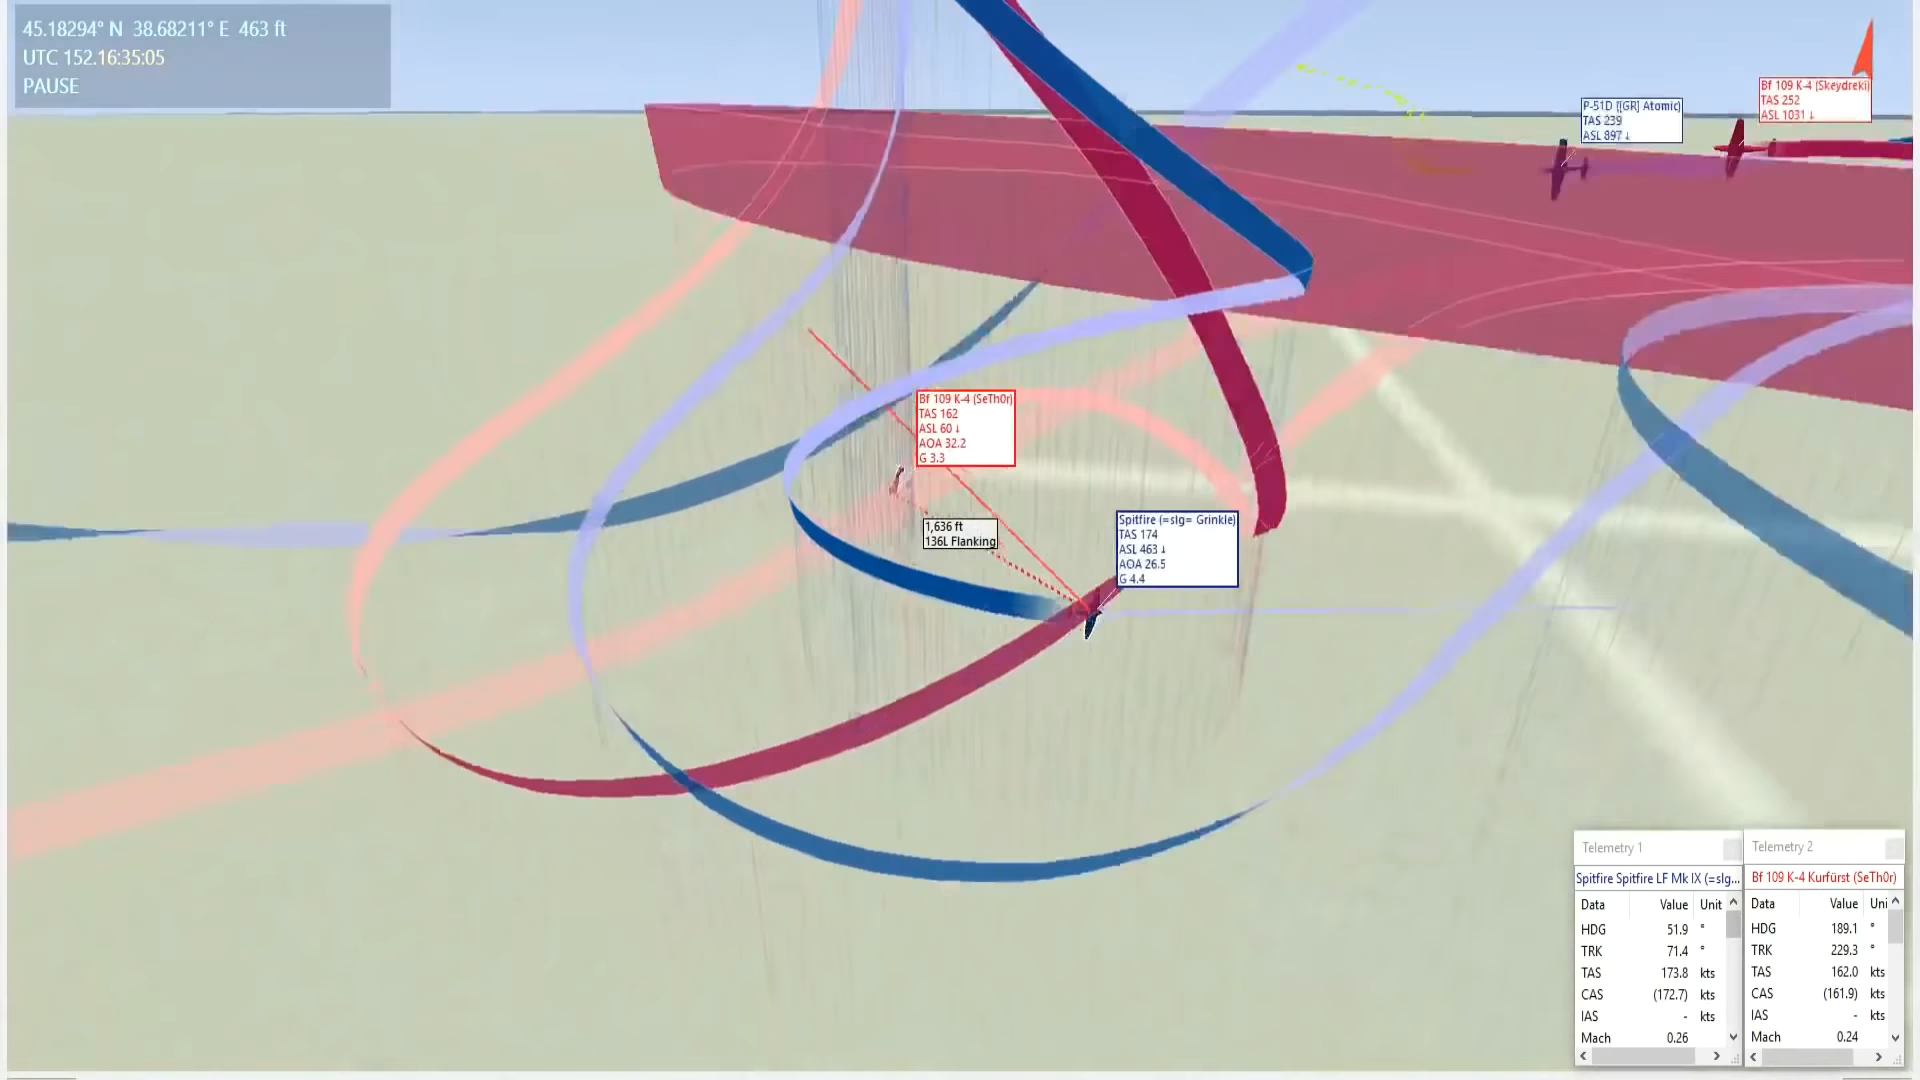 45.18294° N  38.68211° E  463 ft
UTC 152.16:35:05
PAUSE
P-51D ([GR] Atomic)
TAS 239
ASL 897 ↓
Bf 109 K-4 (Skeydreki)
TAS 252
ASL 1031 ↓
Bf 109 K-4 (SeTh0r)
TAS 162
ASL 60 ↓
AOA 32.2
G 3.3
1,636 ft
136L Flanking
Spitfire (=slg= Grinkle)
TAS 174
ASL 463 ↓
AOA 26.5
G 4.4
Telemetry 1
Spitfire Spitfire LF Mk IX (=slg...
Data Value Unit
HDG 51.9 °
TRK 71.4 °
TAS 173.8 kts
CAS (172.7) kts
IAS - kts
Mach 0.26
Telemetry 2
Bf 109 K-4 Kurfürst (SeTh0r)
Data Value Uni
HDG 189.1 °
TRK 229.3 °
TAS 162.0 kts
CAS (161.9) kts
IAS - kts
Mach 0.24